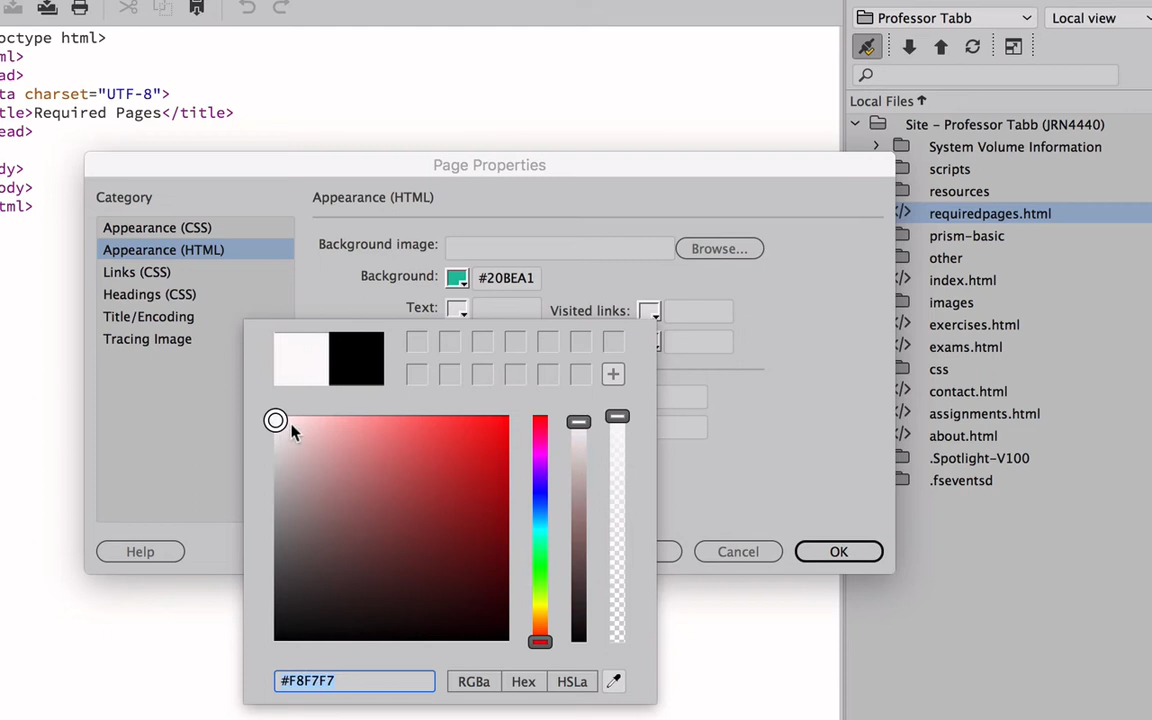 octype html>
ml>
ad>
ta charset="UTF-8">
tle>Required Pages</title>
ead>
dy>
ody>
tml>
Professor Tabb
Local view
Local Files
Site – Professor Tabb (JRN4440)
System Volume Information
scripts
resources
requiredpages.html
prism-basic
other
index.html
images
exercises.html
exams.html
css
contact.html
assignments.html
about.html
.Spotlight-V100
.fseventsd
Page Properties
Category
Appearance (CSS)
Appearance (HTML)
Links (CSS)
Headings (CSS)
Title/Encoding
Tracing Image
Appearance (HTML)
Background image:
Browse...
Background:
#20BEA1
Text:
Visited links:
Help
Cancel
OK
#F8F7F7
RGBa
Hex
HSLa